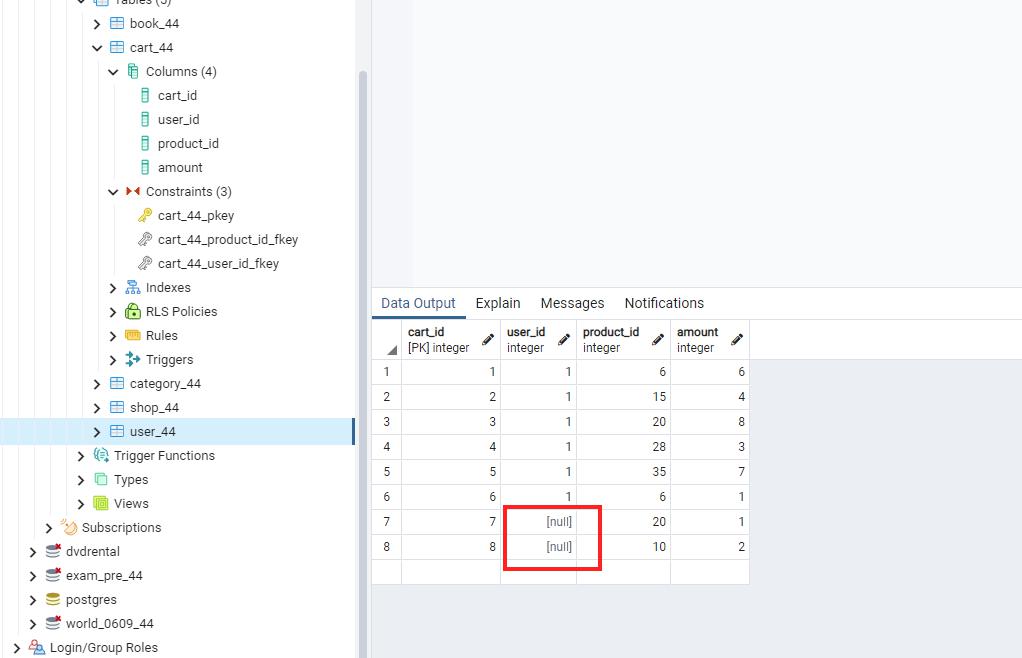 Tables (5)
book_44
cart_44
Columns (4)
cart_id
user_id
product_id
amount
Constraints (3)
cart_44_pkey
cart_44_product_id_fkey
cart_44_user_id_fkey
Indexes
RLS Policies
Rules
Triggers
category_44
shop_44
user_44
Trigger Functions
Types
Views
Subscriptions
dvdrental
exam_pre_44
postgres
world_0609_44
Login/Group Roles
Data Output Explain Messages Notifications
cart_id user_id product_id amount
[PK] integer integer integer integer
1 1 1 6 6
2 2 1 15 4
3 3 1 20 8
4 4 1 28 3
5 5 1 35 7
6 6 1 6 1
7 7 [null] 20 1
8 8 [null] 10 2